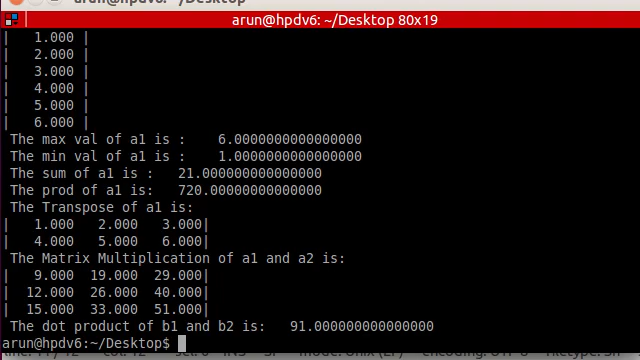 arun@hpdv6: ~/Desktop
arun@hpdv6: ~/Desktop 80x19
| 1.000 |
| 2.000 |
| 3.000 |
| 4.000 |
| 5.000 |
| 6.000 |
The max val of a1 is : 6.0000000000000000
The min val of a1 is : 1.0000000000000000
The sum of a1 is : 21.000000000000000
The prod of a1 is: 720.00000000000000
The Transpose of a1 is:
| 1.000 2.000 3.000|
| 4.000 5.000 6.000|
The Matrix Multiplication of a1 and a2 is:
| 9.000 19.000 29.000|
| 12.000 26.000 40.000|
| 15.000 33.000 51.000|
The dot product of b1 and b2 is: 91.000000000000000
arun@hpdv6:~/Desktop$